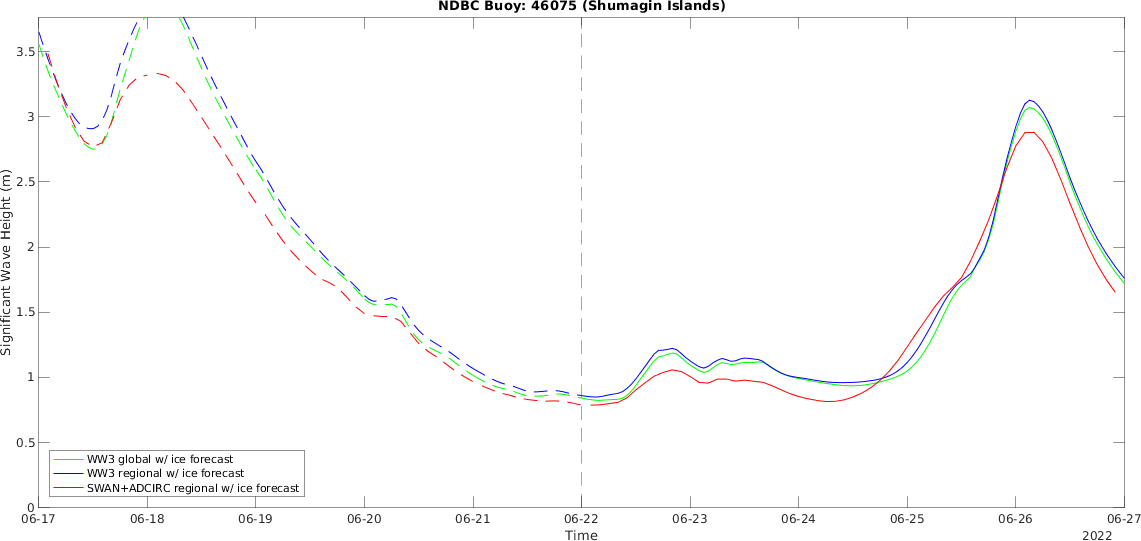 NDBC Buoy: 46075 (Shumagin Islands)
Significant Wave Height (m)
3.5
3
2.5
2
1.5
1
0.5
0
WW3 global w/ ice forecast
WW3 regional w/ ice forecast
SWAN+ADCIRC regional w/ ice forecast
06-17 06-18 06-19 06-20 06-21 06-22 06-23 06-24 06-25 06-26 06-27
Time
2022